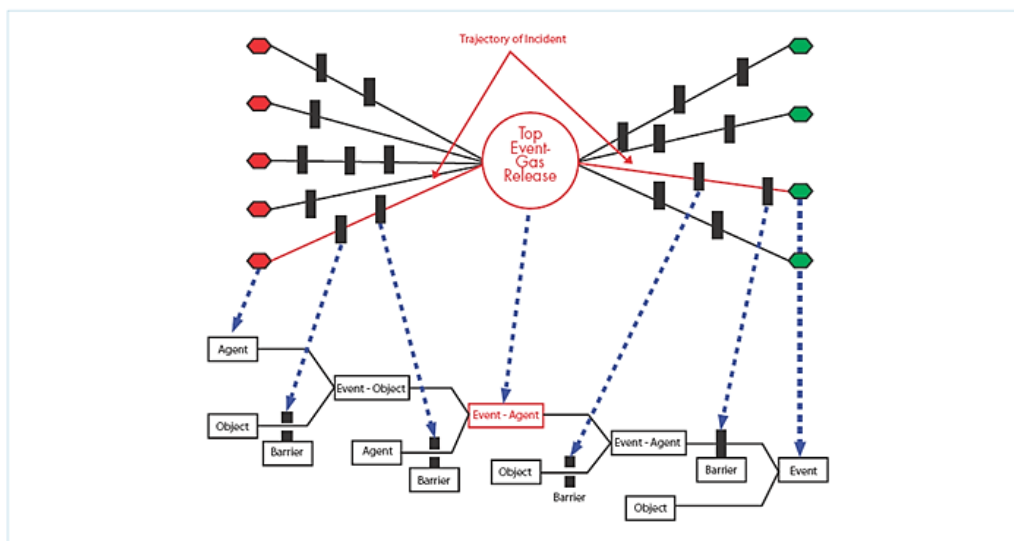 Trajectory of Incident
Top
Event-
Gas
Release
Agent
Event - Object
Object
Barrier
Event - Agent
Agent
Barrier
Event - Agent
Object
Barrier
Barrier
Event
Object